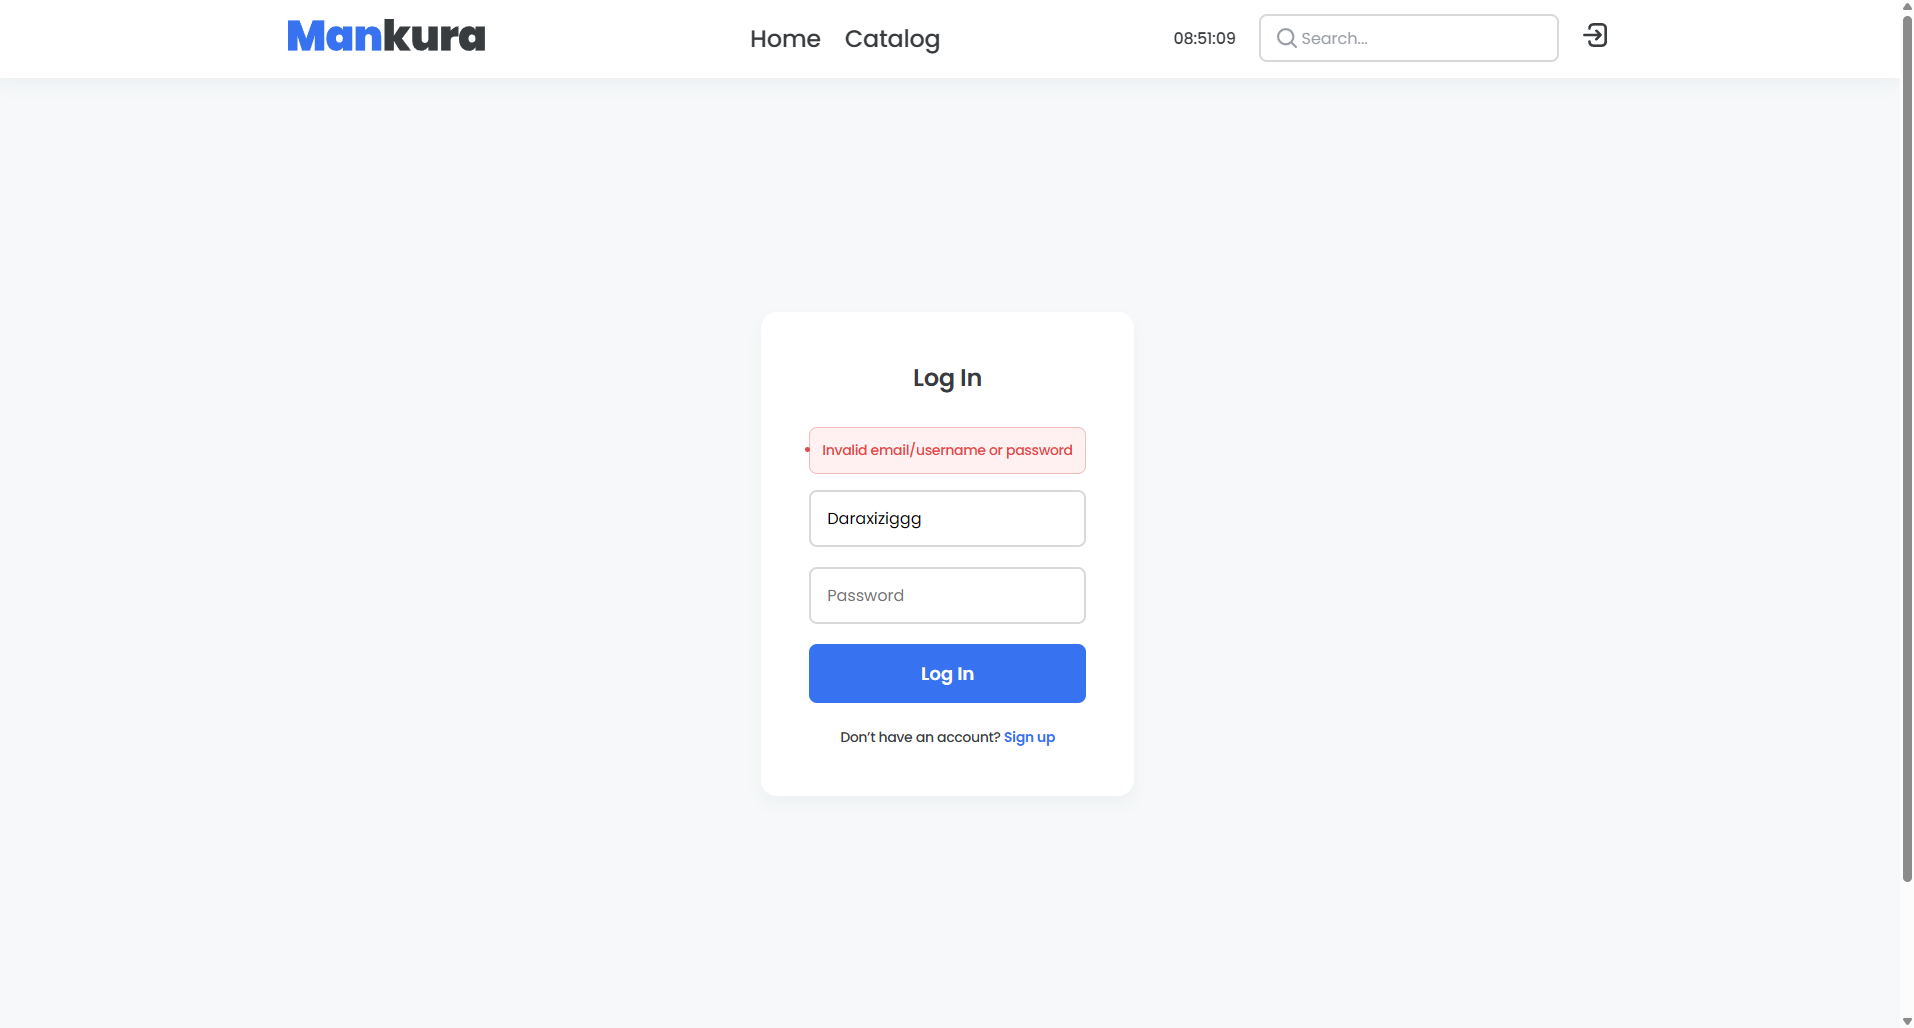 Mankura
Home Catalog
08:51:09
Search...
Log In
• Invalid email/username or password
Daraxiziggg
Password
Log In
Don't have an account? Sign up